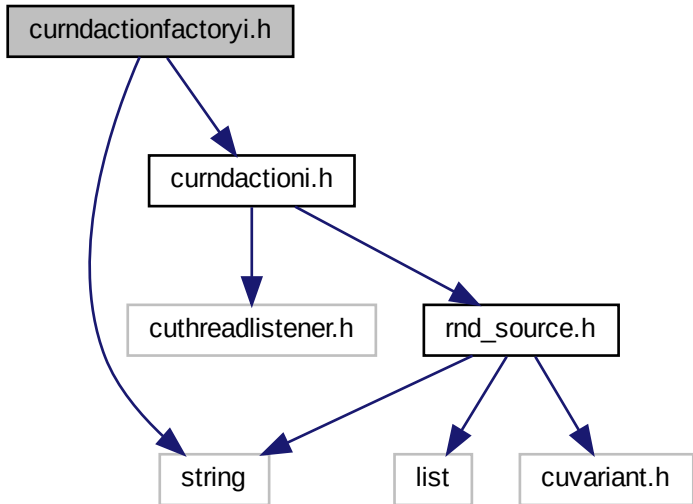 curndactionfactoryi.h
curndactioni.h
cuthreadlistener.h
rnd_source.h
string
list
cuvariant.h